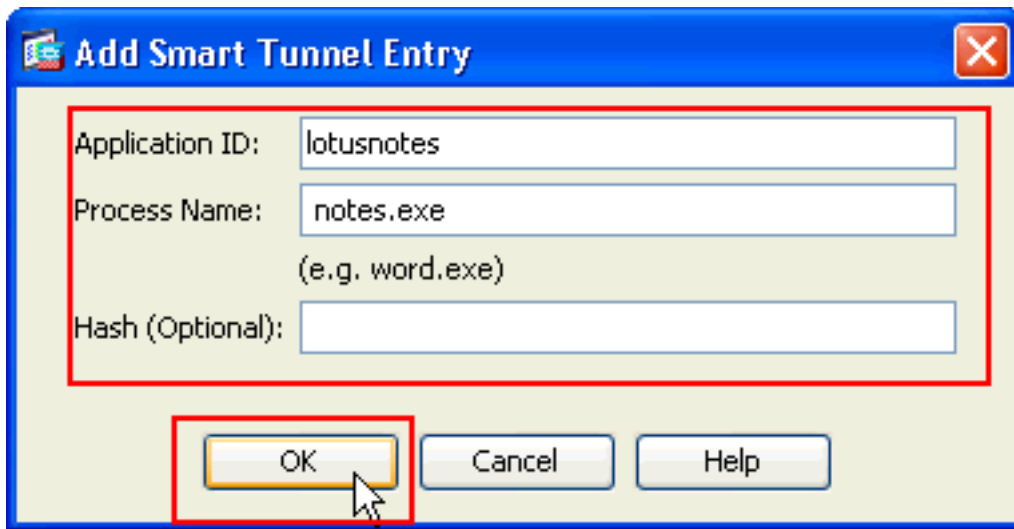 Add Smart Tunnel Entry
Application ID: lotusnotes
Process Name: notes.exe
(e.g. word.exe)
Hash (Optional):
OK Cancel Help